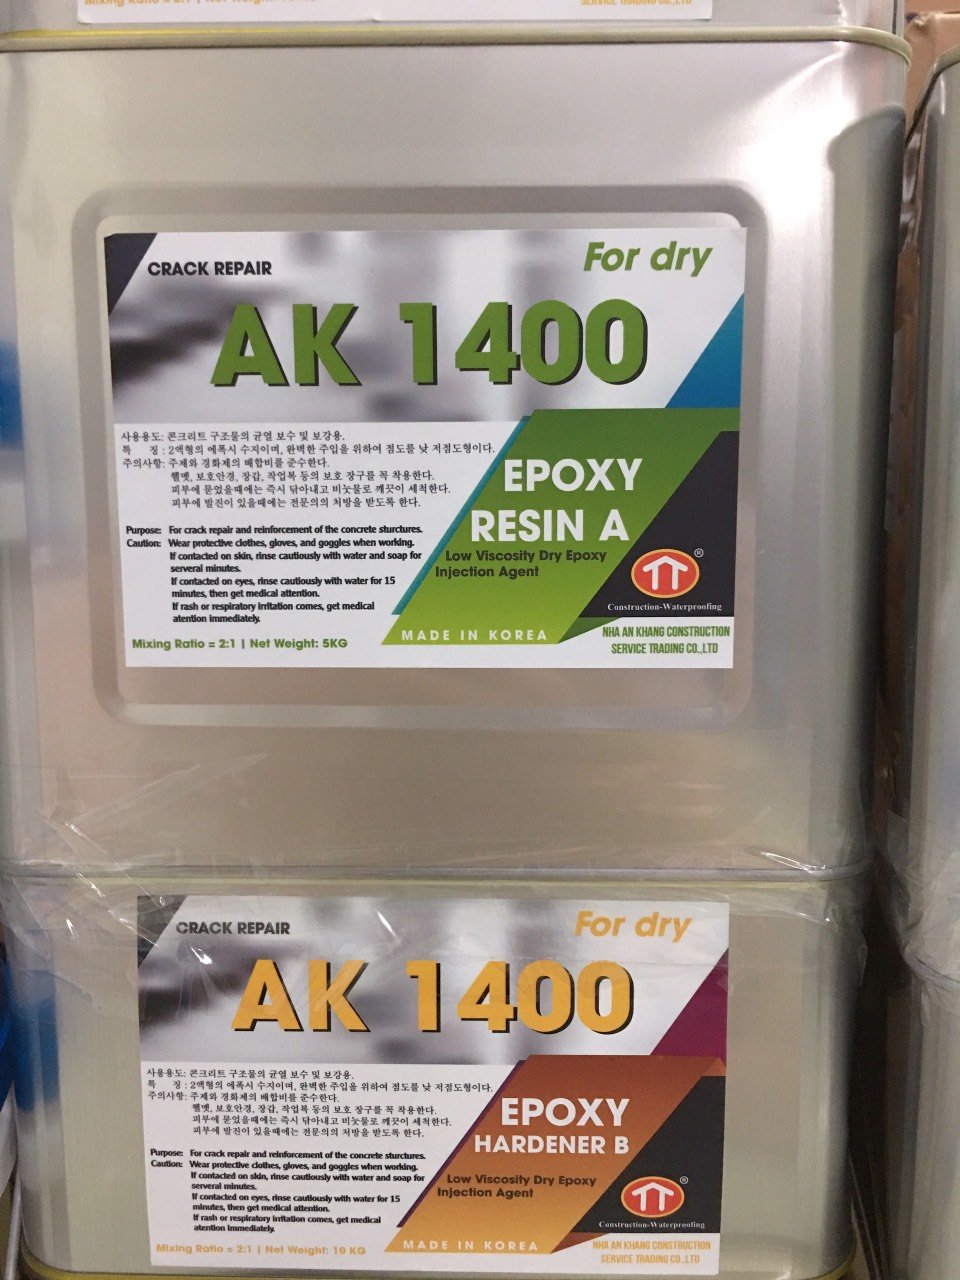 Mixing Ratio = 2:1 | Net Weight:
SERVICE TRADING CO.,LTD
CRACK REPAIR
For dry
AK 1400
사용용도: 콘크리트 구조물의 균열 보수 및 보강용.
특 징 : 2액형의 에폭시 수지이며, 완벽한 주입을 위하여 점도를 낮 저점도형이다.
주의사항: 주제와 경화제의 배합비를 준수한다.
헬멧, 보호안경, 장갑, 작업복 등의 보호 장구를 꼭 착용한다.
피부에 묻었을때에는 즉시 닦아내고 비눗물로 깨끗이 세척한다.
피부에 발진이 있을때에는 전문의의 처방을 받도록 한다.
Purpose: For crack repair and reinforcement of the concrete sturctures.
Caution: Wear protective clothes, gloves, and goggles when working.
If contacted on skin, rinse cautiously with water and soap for
serveral minutes.
If contacted on eyes, rinse cautiously with water for 15
minutes, then get medical attention.
If rash or respiratory irritation comes, get medical
atention immediately.
Mixing Ratio = 2:1 | Net Weight: 5KG
EPOXY
RESIN A
Low Viscosity Dry Epoxy
Injection Agent
MADE IN KOREA
®
Construction-Waterproofing
NHA AN KHANG CONSTRUCTION
SERVICE TRADING CO.,LTD
CRACK REPAIR
For dry
AK 1400
사용용도: 콘크리트 구조물의 균열 보수 및 보강용.
특 징 : 2액형의 에폭시 수지이며, 완벽한 주입을 위하여 점도를 낮 저점도형이다.
주의사항: 주제와 경화제의 배합비를 준수한다.
헬멧, 보호안경, 장갑, 작업복 등의 보호 장구를 꼭 착용한다.
피부에 묻었을때에는 즉시 닦아내고 비눗물로 깨끗이 세척한다.
피부에 발진이 있을때에는 전문의의 처방을 받도록 한다.
Purpose: For crack repair and reinforcement of the concrete sturctures.
Caution: Wear protective clothes, gloves, and goggles when working.
If contacted on skin, rinse cautiously with water and soap for
serveral minutes.
If contacted on eyes, rinse cautiously with water for 15
minutes, then get medical attention.
If rash or respiratory irritation comes, get medical
atention immediately.
Mixing Ratio = 2:1 | Net Weight: 10 KG
EPOXY
HARDENER B
Low Viscosity Dry Epoxy
Injection Agent
MADE IN KOREA
®
Construction-Waterproofing
NHA AN KHANG CONSTRUCTION
SERVICE TRADING CO.,LTD